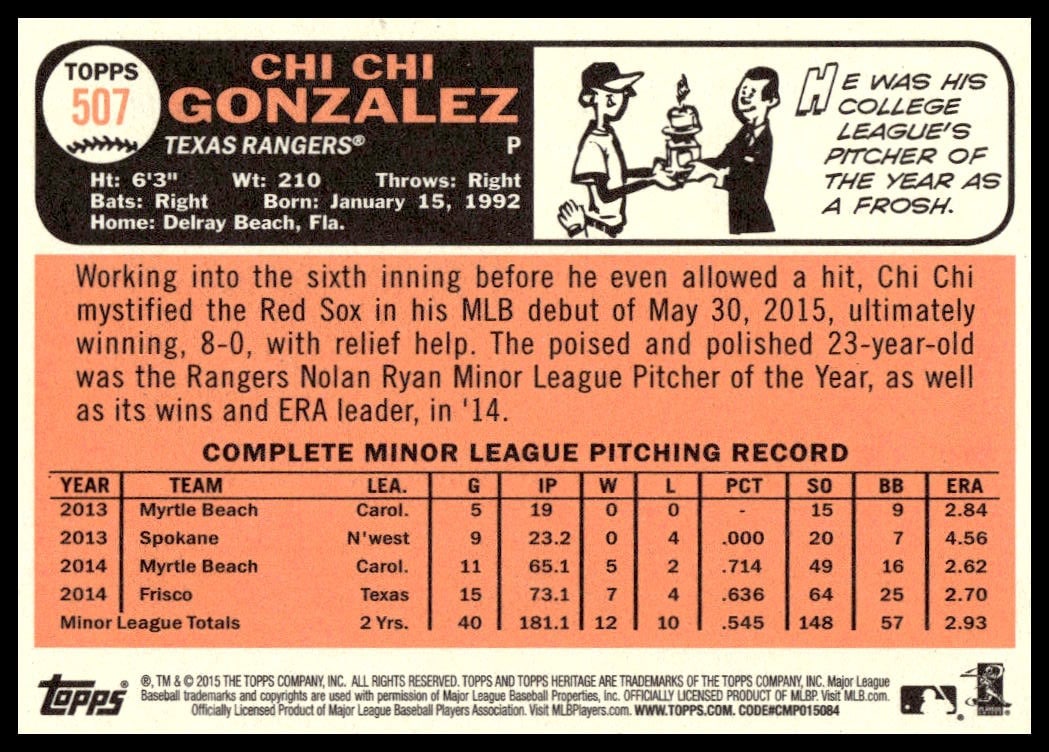 TOPPS
507
CHI CHI
GONZALEZ
TEXAS RANGERS® P
Ht: 6'3" Wt: 210 Throws: Right
Bats: Right Born: January 15, 1992
Home: Delray Beach, Fla.
HE WAS HIS
COLLEGE
LEAGUE'S
PITCHER OF
THE YEAR AS
A FROSH.
Working into the sixth inning before he even allowed a hit, Chi Chi
mystified the Red Sox in his MLB debut of May 30, 2015, ultimately
winning, 8-0, with relief help. The poised and polished 23-year-old
was the Rangers Nolan Ryan Minor League Pitcher of the Year, as well
as its wins and ERA leader, in '14.
COMPLETE MINOR LEAGUE PITCHING RECORD
YEAR TEAM LEA. G IP W L PCT SO BB ERA
2013 Myrtle Beach Carol. 5 19 0 0 - 15 9 2.84
2013 Spokane N'west 9 23.2 0 4 .000 20 7 4.56
2014 Myrtle Beach Carol. 11 65.1 5 2 .714 49 16 2.62
2014 Frisco Texas 15 73.1 7 4 .636 64 25 2.70
Minor League Totals 2 Yrs. 40 181.1 12 10 .545 148 57 2.93
topps®
®, TM & © 2015 THE TOPPS COMPANY, INC. ALL RIGHTS RESERVED. TOPPS AND TOPPS HERITAGE ARE TRADEMARKS OF THE TOPPS COMPANY, INC. Major League
Baseball trademarks and copyrights are used with permission of Major League Baseball Properties, Inc. OFFICIALLY LICENSED PRODUCT OF MLBP. Visit MLB.com.
Officially Licensed Product of Major League Baseball Players Association. Visit MLBPlayers.com. WWW.TOPPS.COM. CODE#CMP015084